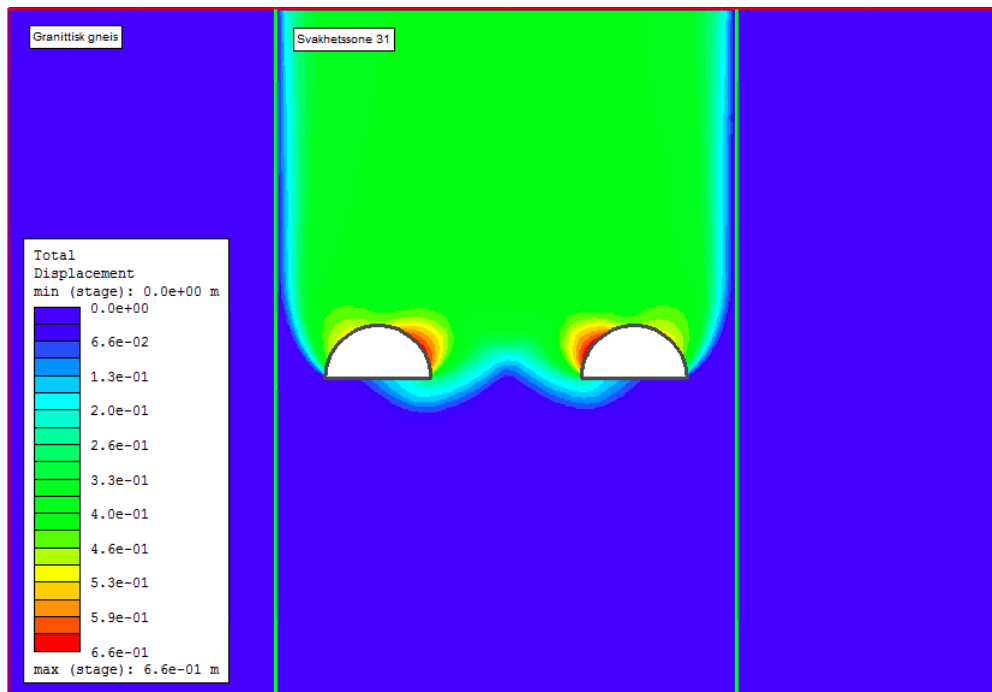 Granittisk gneis
Svakhetssone 31
Total
Displacement
min (stage): 0.0e+00 m
0.0e+00
6.6e-02
1.3e-01
2.0e-01
2.6e-01
3.3e-01
4.0e-01
4.6e-01
5.3e-01
5.9e-01
6.6e-01
max (stage): 6.6e-01 m